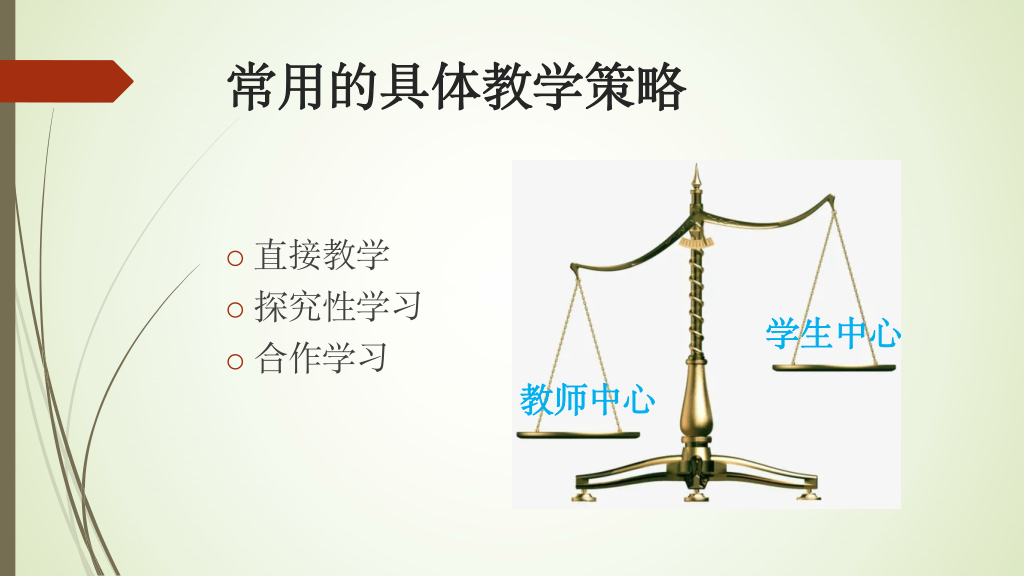 常用的具体教学策略
直接教学
探究性学习
合作学习
学生中心
教师中心